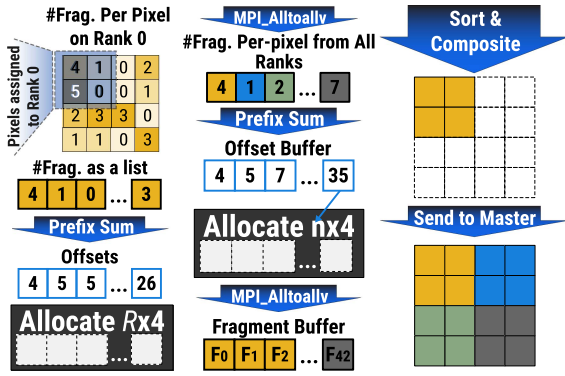 #Frag. Per Pixel
on Rank 0
Pixels assigned
to Rank 0
4 1 0 2
5 0 0 1
2 3 3 0
1 1 0 3
#Frag. as a list
4 1 0 ... 3
Prefix Sum
Offsets
4 5 5 ... 26
Allocate Rx4
...
MPI_Alltoallv
#Frag. Per-pixel from All
Ranks
4 1 2 ... 7
Prefix Sum
Offset Buffer
4 5 7 ... 35
Allocate nx4
...
MPI_Alltoallv
Fragment Buffer
F0 F1 F2 ... F42
Sort &
Composite
Send to Master